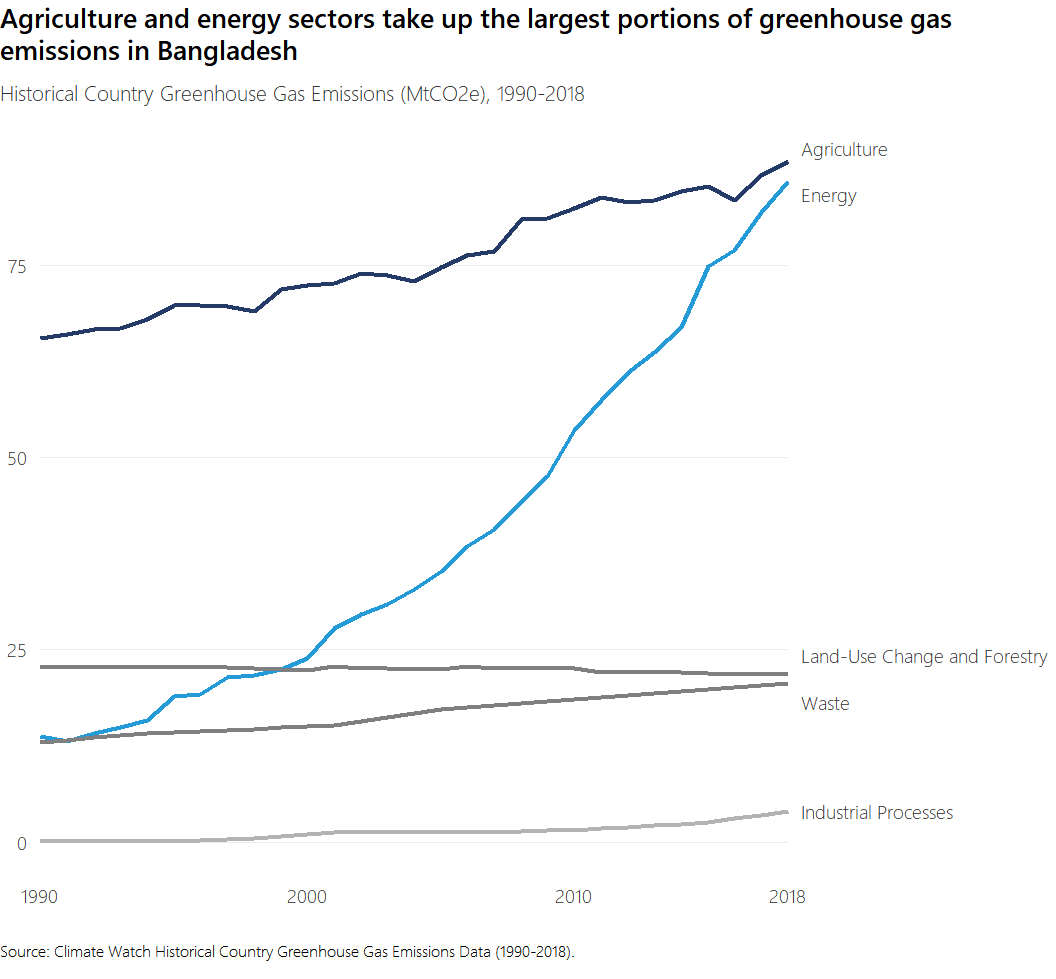 Agriculture and energy sectors take up the largest portions of greenhouse gas
emissions in Bangladesh
Historical Country Greenhouse Gas Emissions (MtCO2e), 1990-2018
Agriculture
Energy
75
50
25
Land-Use Change and Forestry
Waste
Industrial Processes
0
1990
2000
2010
2018
Source: Climate Watch Historical Country Greenhouse Gas Emissions Data (1990-2018).